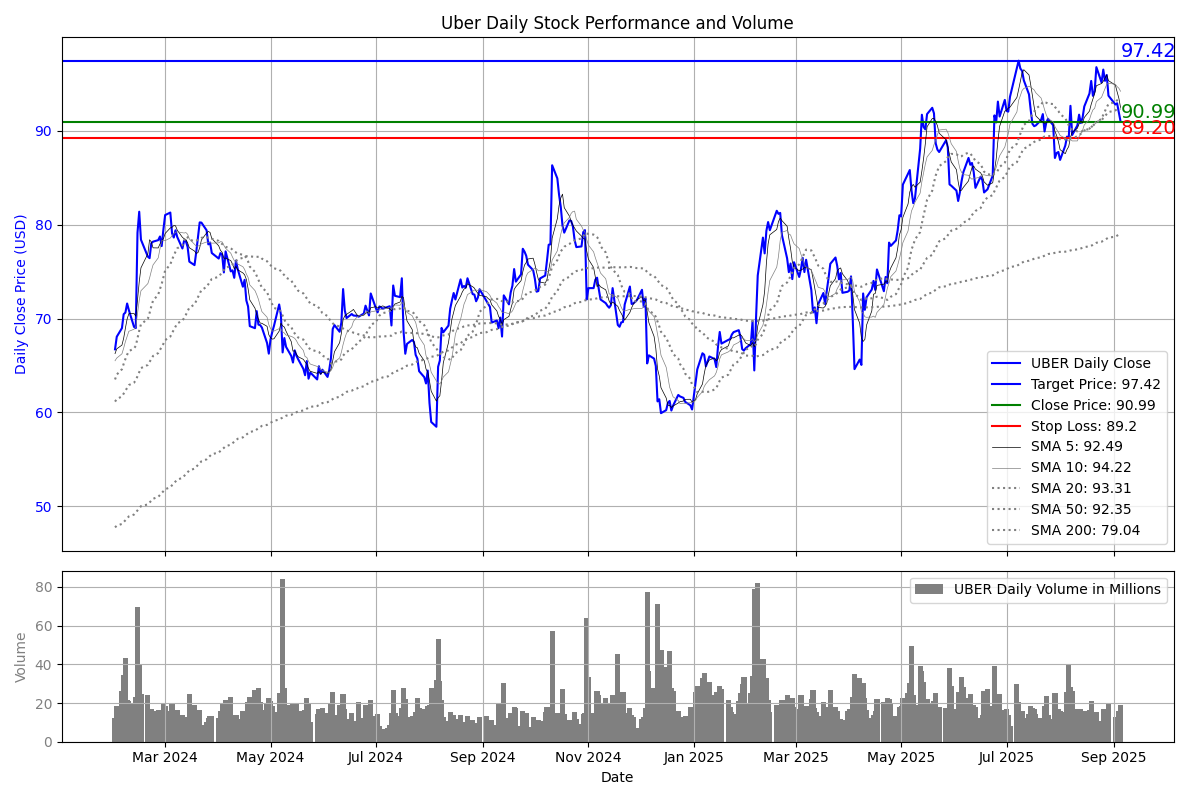 Uber Daily Stock Performance and Volume
97.42
90.99
89.20
90
80
70
60
50
Daily Close Price (USD)
UBER Daily Close
Target Price: 97.42
Close Price: 90.99
Stop Loss: 89.2
SMA 5: 92.49
SMA 10: 94.22
SMA 20: 93.31
SMA 50: 92.35
SMA 200: 79.04
80
60
40
20
0
Volume
UBER Daily Volume in Millions
Mar 2024 May 2024 Jul 2024 Sep 2024 Nov 2024 Jan 2025 Mar 2025 May 2025 Jul 2025 Sep 2025
Date